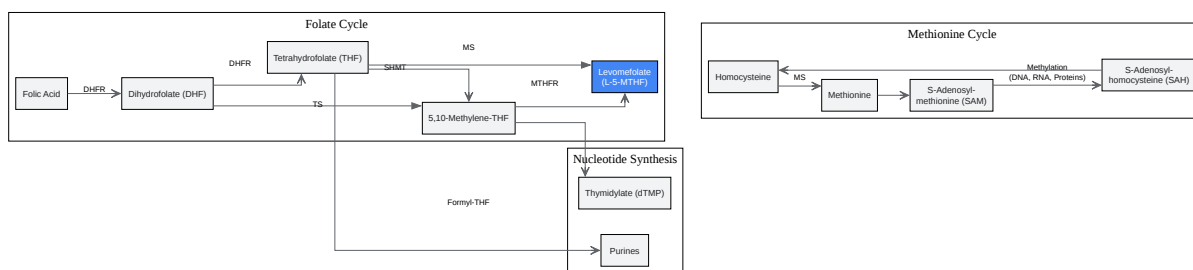 Folate Cycle
Folic Acid
DHFR
Dihydrofolate (DHF)
DHFR
Tetrahydrofolate (THF)
MS
SHMT
MTHFR
Levomefolate
(L-5-MTHF)
TS
5,10-Methylene-THF
Nucleotide Synthesis
Thymidylate (dTMP)
Formyl-THF
Purines
Methionine Cycle
Homocysteine
MS
Methionine
S-Adenosyl-
methionine (SAM)
Methylation
(DNA, RNA, Proteins)
S-Adenosyl-
homocysteine (SAH)